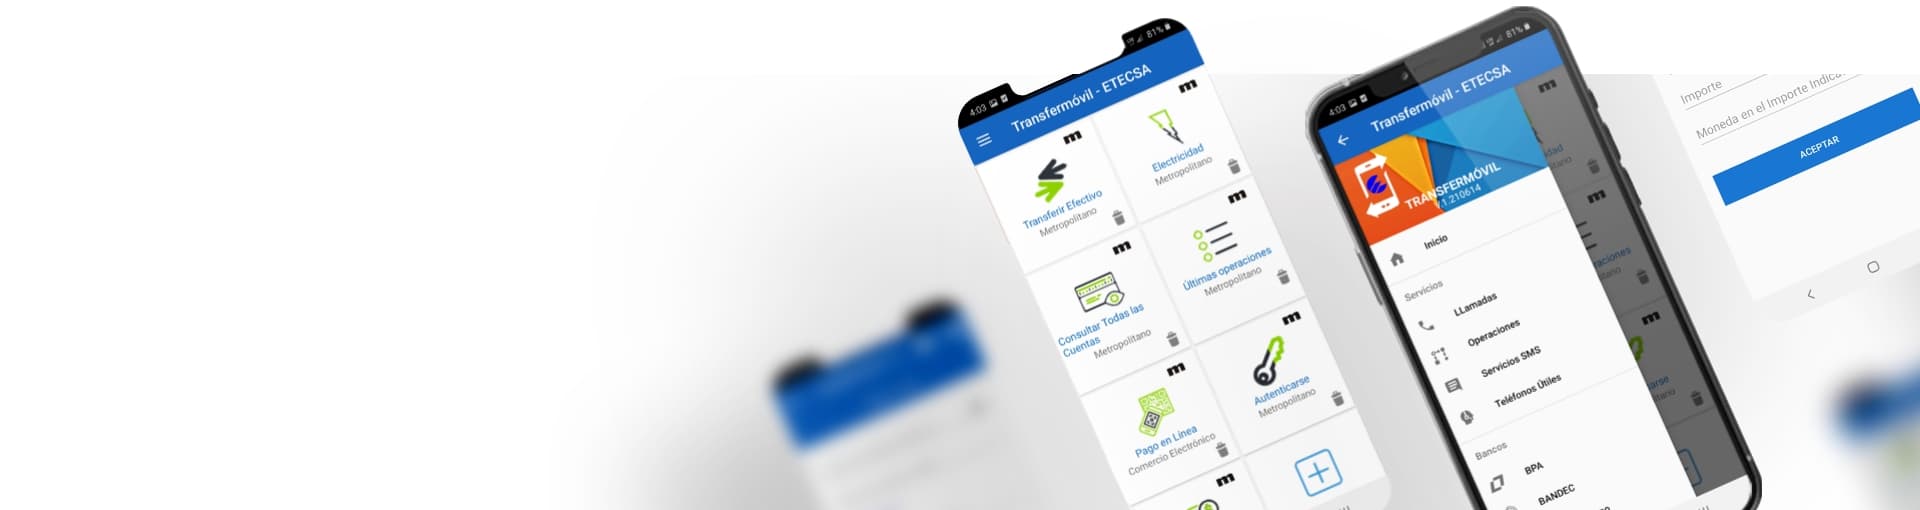 4:03
81%
Transfermóvil - ETECSA
m
Transferir Efectivo
Metropolitano
m
Electricidad
Metropolitano
m
Consultar Todas las
Cuentas
Metropolitano
m
Últimas operaciones
Metropolitano
m
Pago en Línea
Comercio Electrónico
m
Autenticarse
Metropolitano
m
4:03
81%
Transfermóvil - ETECSA
TRANSFERMÓVIL
1.210614
Inicio
Servicios
LLamadas
Operaciones
Servicios SMS
Teléfonos Útiles
Bancos
BPA
BANDEC
m
m
m
Importe
Moneda en el Importe Indica
ACEPTAR